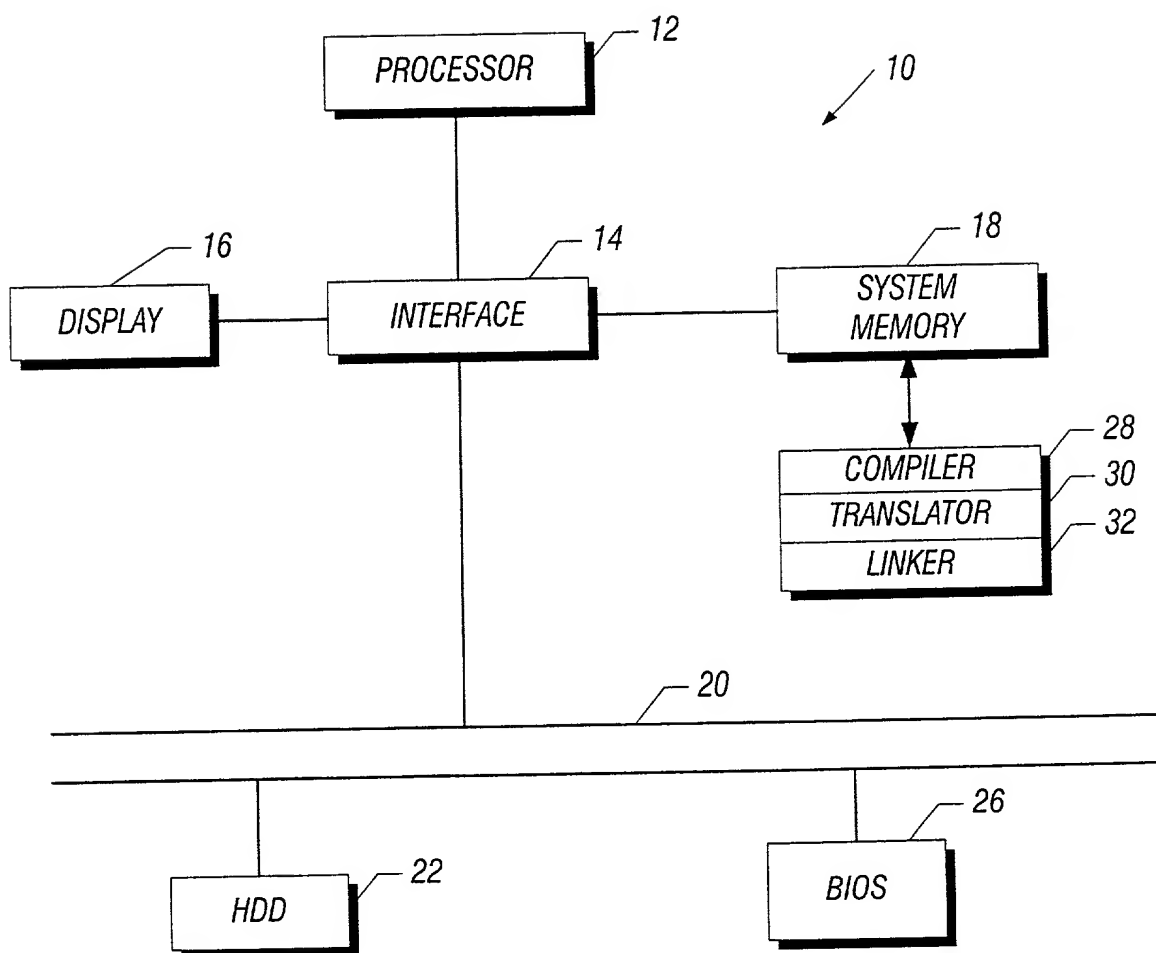 12
PROCESSOR
10
16
14
18
DISPLAY
INTERFACE
SYSTEM
MEMORY
28
COMPILER
30
TRANSLATOR
32
LINKER
20
26
22
HDD
BIOS